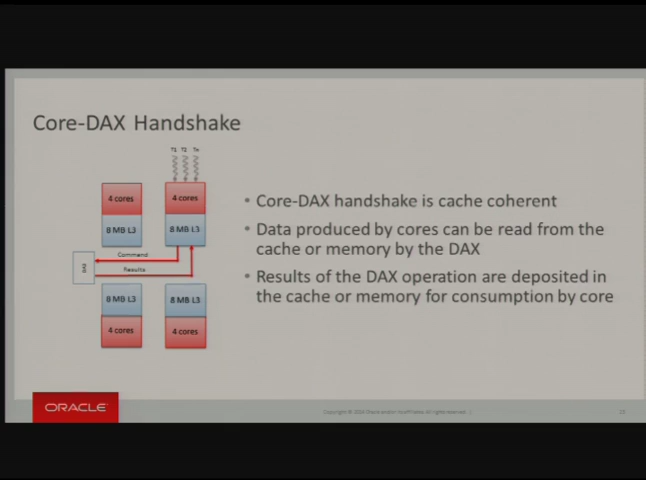 Core-DAX Handshake
T1 T2 Tn
4 cores
4 cores
8 MB L3
8 MB L3
Command
DAX
Results
8 MB L3
8 MB L3
4 cores
4 cores
• Core-DAX handshake is cache coherent
• Data produced by cores can be read from the
cache or memory by the DAX
• Results of the DAX operation are deposited in
the cache or memory for consumption by core
ORACLE
Copyright © 2014 Oracle and/or its affiliates. All rights reserved. |